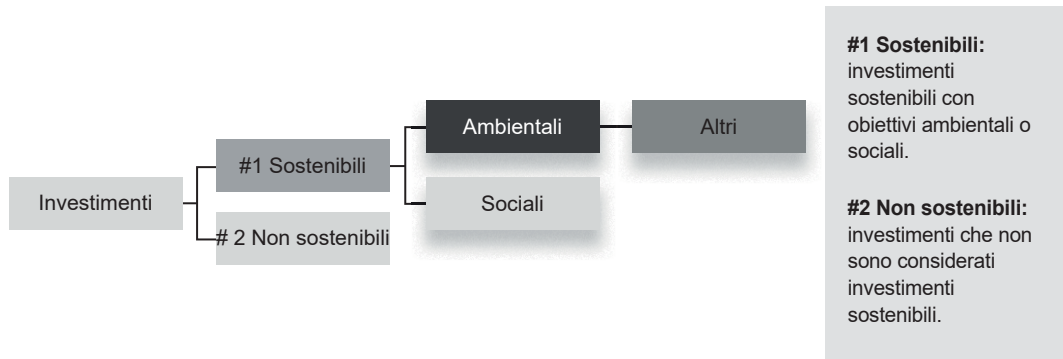 Investimenti
#1 Sostenibili
# 2 Non sostenibili
Ambientali
Sociali
Altri
#1 Sostenibili:
investimenti
sostenibili con
obiettivi ambientali o
sociali.
#2 Non sostenibili:
investimenti che non
sono considerati
investimenti
sostenibili.